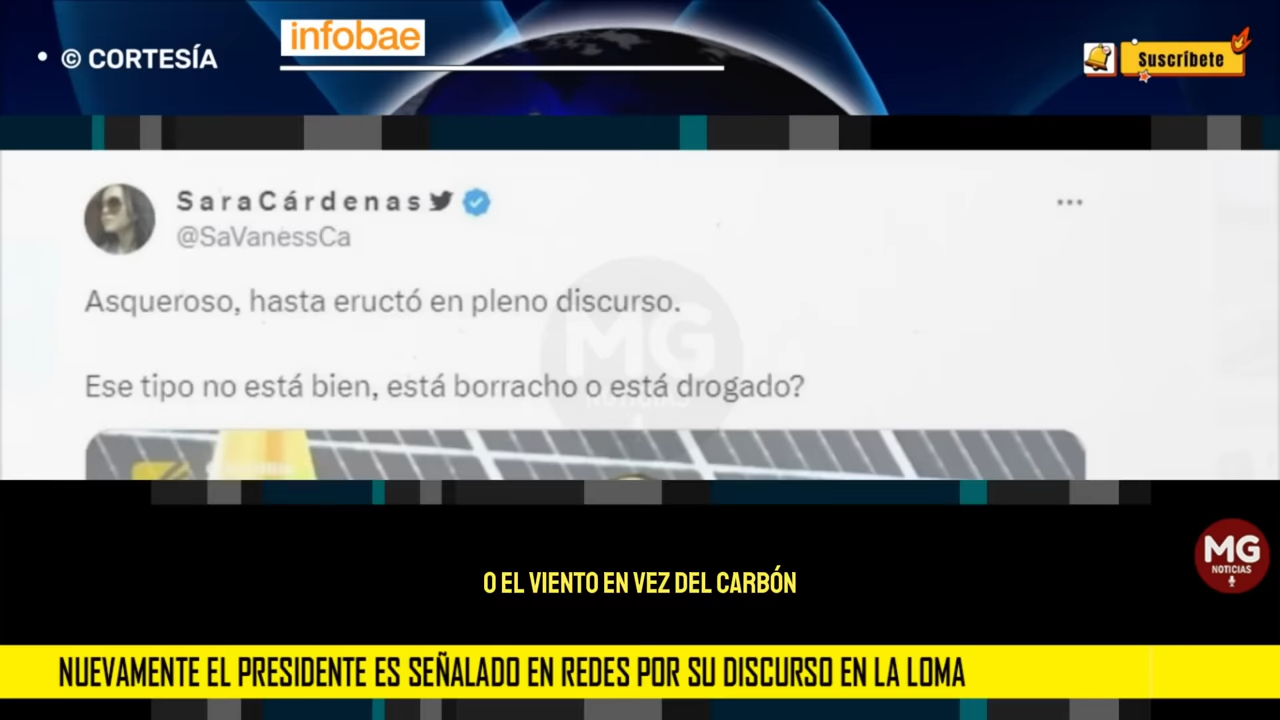 infobae
• © CORTESÍA
Suscríbete
SaraCárdenas
@SaVanessCa
Asqueroso, hasta eructó en pleno discurso.
Ese tipo no está bien, está borracho o está drogado?
MG
NOTICIAS
O EL VIENTO EN VEZ DEL CARBÓN
MG
NOTICIAS
NUEVAMENTE EL PRESIDENTE ES SEÑALADO EN REDES POR SU DISCURSO EN LA LOMA